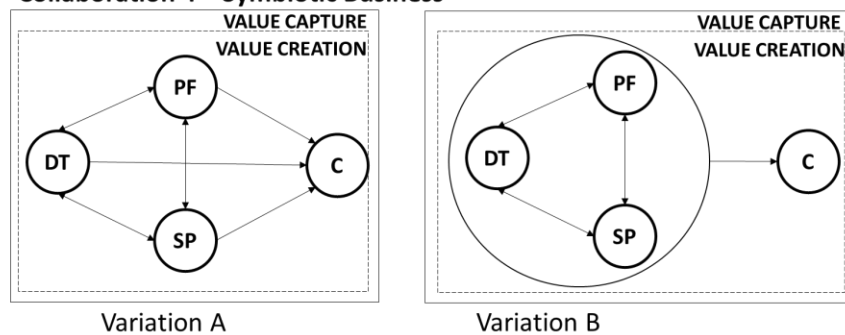 VALUE CAPTURE
VALUE CREATION
PF
DT
C
SP
Variation A
VALUE CAPTURE
VALUE CREATION
PF
DT
C
SP
Variation B